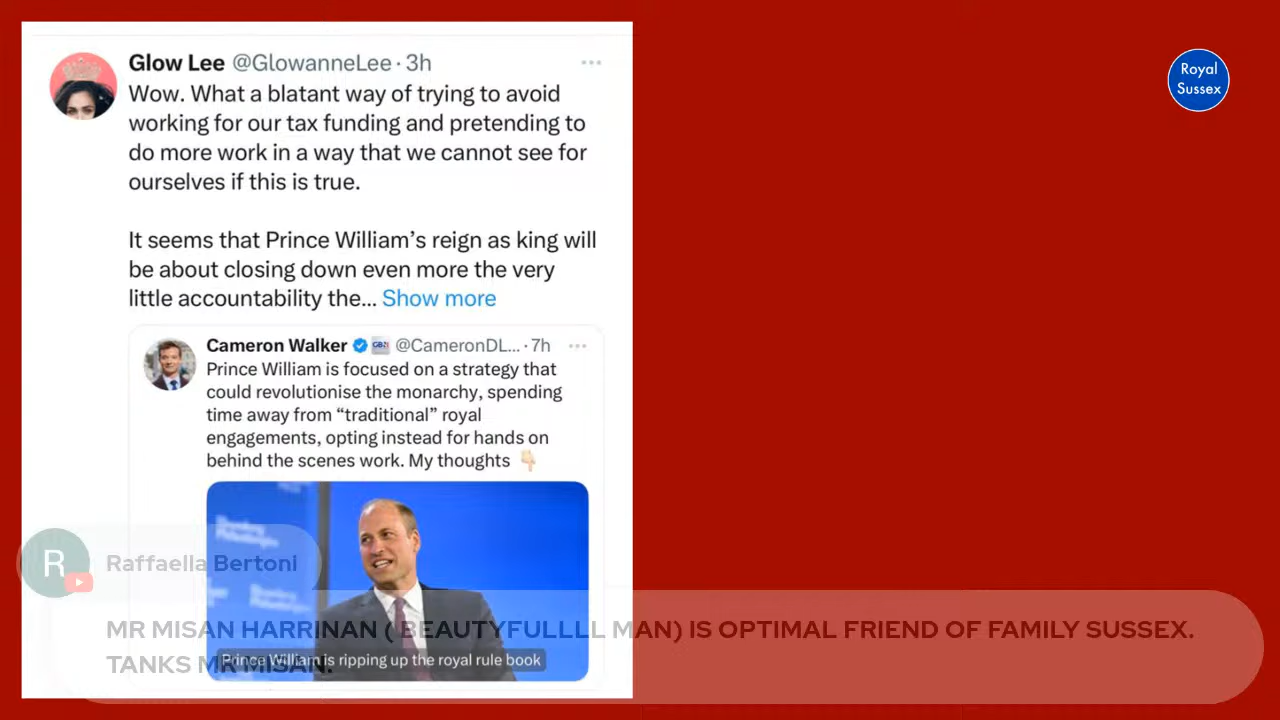 Glow Lee @GlowanneLee · 3h
Wow. What a blatant way of trying to avoid
working for our tax funding and pretending to
do more work in a way that we cannot see for
ourselves if this is true.
It seems that Prince William's reign as king will
be about closing down even more the very
little accountability the... Show more
Cameron Walker GBN @CameronDL... · 7h
Prince William is focused on a strategy that
could revolutionise the monarchy, spending
time away from "traditional" royal
engagements, opting instead for hands on
behind the scenes work. My thoughts 👇🏻
Prince William is ripping up the royal rule book
Royal
Sussex
R
Raffaella Bertoni
MR MISAN HARRINAN ( BEAUTYFULLLL MAN) IS OPTIMAL FRIEND OF FAMILY SUSSEX.
TANKS MR MISAN.